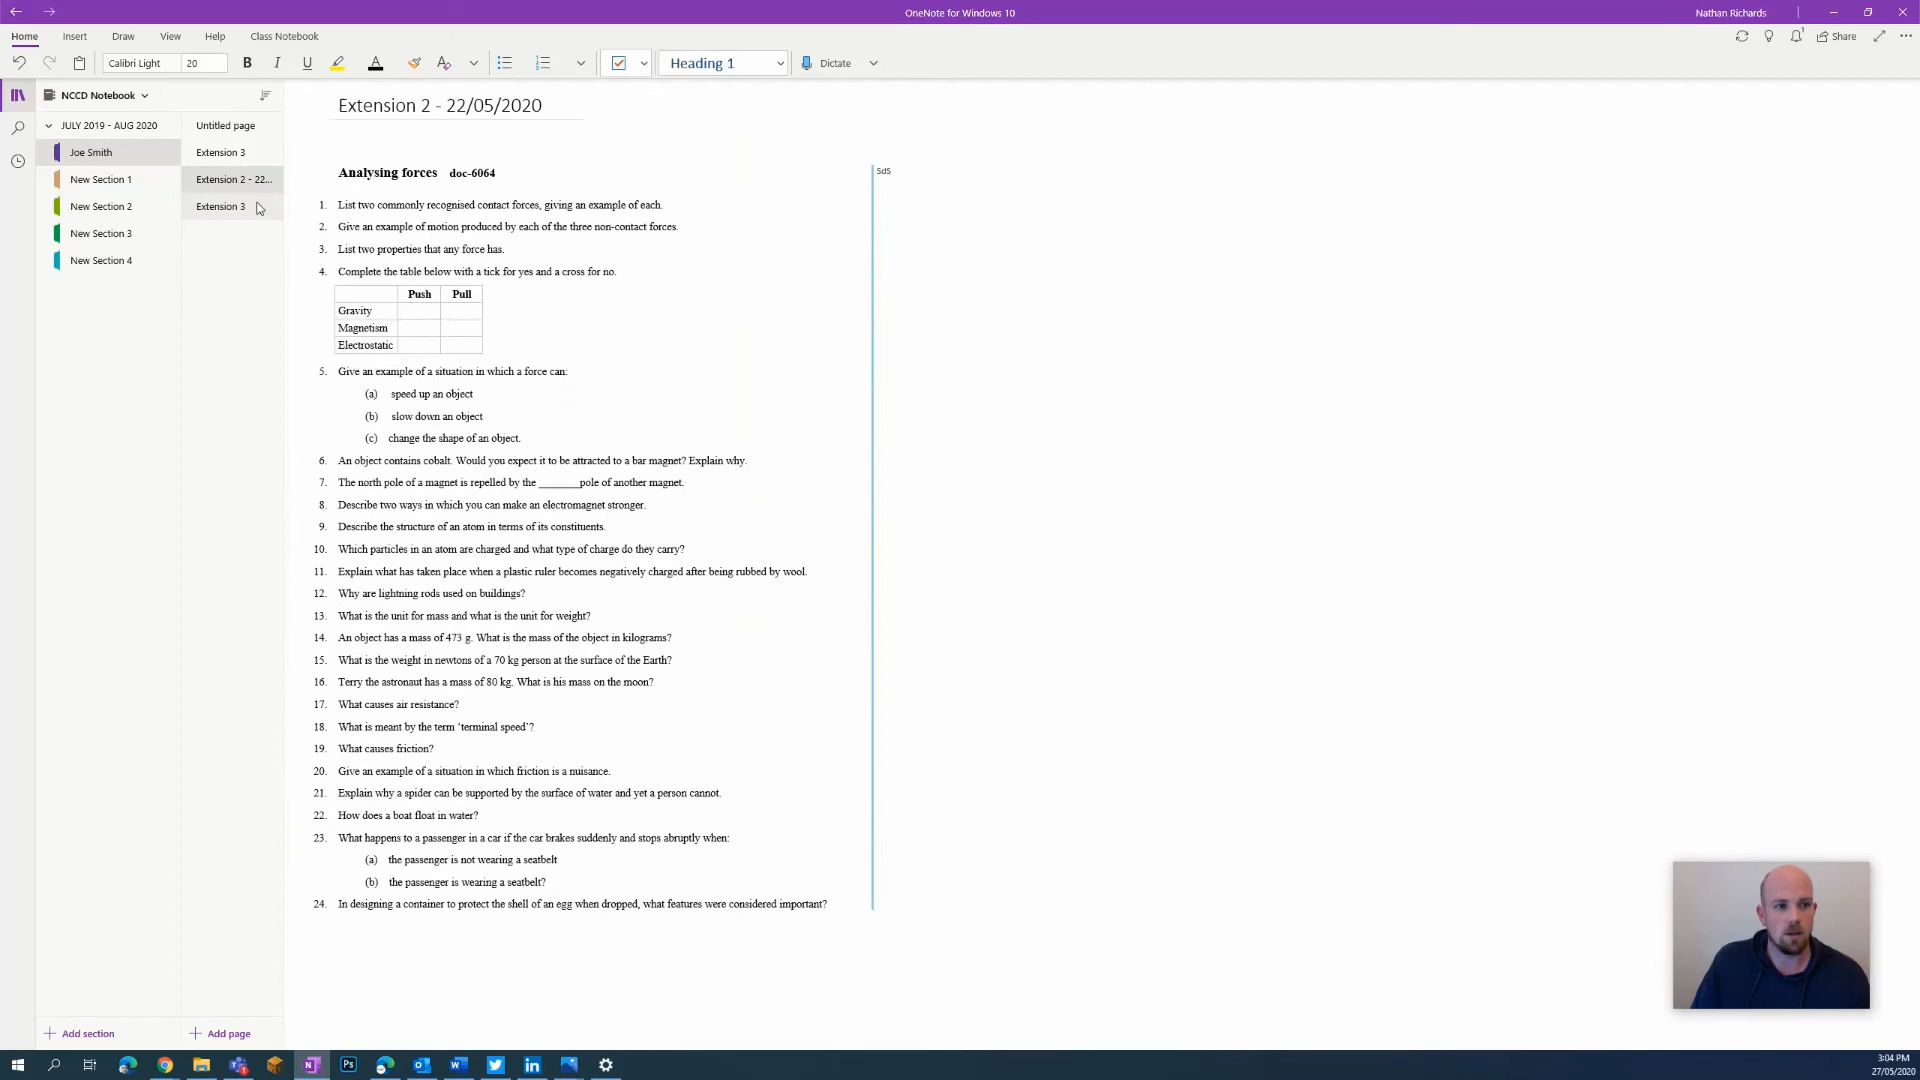 OneNote for Windows 10
Nathan Richards
Home
Insert
Draw
View
Help
Class Notebook
1
Share
Calibri Light
20
B
I
U
A
Heading 1
Dictate
NCCD Notebook
JULY 2019 - AUG 2020
Joe Smith
New Section 1
New Section 2
New Section 3
New Section 4
Untitled page
Extension 3
Extension 2 - 22...
Extension 3
Extension 2 - 22/05/2020
SdS
Analysing forces doc-6064
1. List two commonly recognised contact forces, giving an example of each.
2. Give an example of motion produced by each of the three non-contact forces.
3. List two properties that any force has.
4. Complete the table below with a tick for yes and a cross for no.
Push Pull
Gravity
Magnetism
Electrostatic
5. Give an example of a situation in which a force can:
(a) speed up an object
(b) slow down an object
(c) change the shape of an object.
6. An object contains cobalt. Would you expect it to be attracted to a bar magnet? Explain why.
7. The north pole of a magnet is repelled by the ________pole of another magnet.
8. Describe two ways in which you can make an electromagnet stronger.
9. Describe the structure of an atom in terms of its constituents.
10. Which particles in an atom are charged and what type of charge do they carry?
11. Explain what has taken place when a plastic ruler becomes negatively charged after being rubbed by wool.
12. Why are lightning rods used on buildings?
13. What is the unit for mass and what is the unit for weight?
14. An object has a mass of 473 g. What is the mass of the object in kilograms?
15. What is the weight in newtons of a 70 kg person at the surface of the Earth?
16. Terry the astronaut has a mass of 80 kg. What is his mass on the moon?
17. What causes air resistance?
18. What is meant by the term ‘terminal speed’?
19. What causes friction?
20. Give an example of a situation in which friction is a nuisance.
21. Explain why a spider can be supported by the surface of water and yet a person cannot.
22. How does a boat float in water?
23. What happens to a passenger in a car if the car brakes suddenly and stops abruptly when:
(a) the passenger is not wearing a seatbelt
(b) the passenger is wearing a seatbelt?
24. In designing a container to protect the shell of an egg when dropped, what features were considered important?
Add section
Add page
3:04 PM
27/05/2020